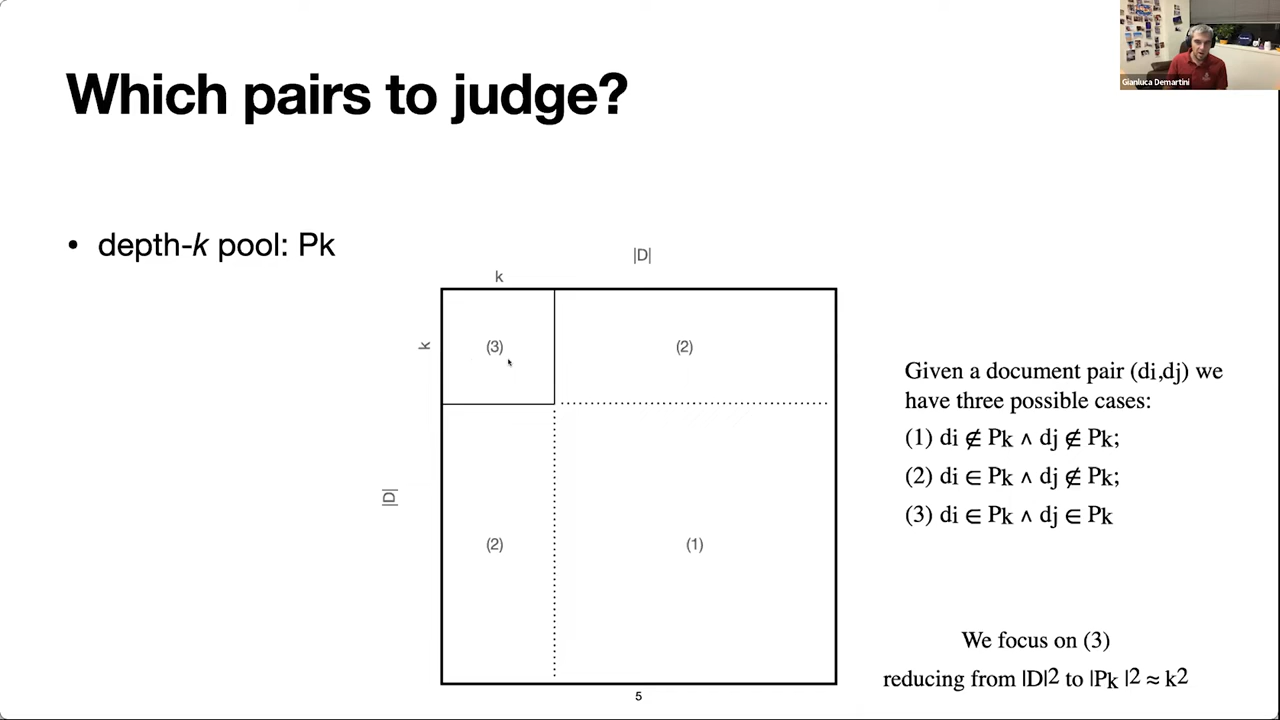 Which pairs to judge?
Gianluca Demartini
• depth-k pool: Pk
|D|
k
k
(3)
(2)
|D|
(2)
(1)
Given a document pair (di,dj) we
have three possible cases:
(1) di ∉ Pk ∧ dj ∉ Pk;
(2) di ∈ Pk ∧ dj ∉ Pk;
(3) di ∈ Pk ∧ dj ∈ Pk
We focus on (3)
reducing from |D|2 to |Pk |2 ≈ k2
5